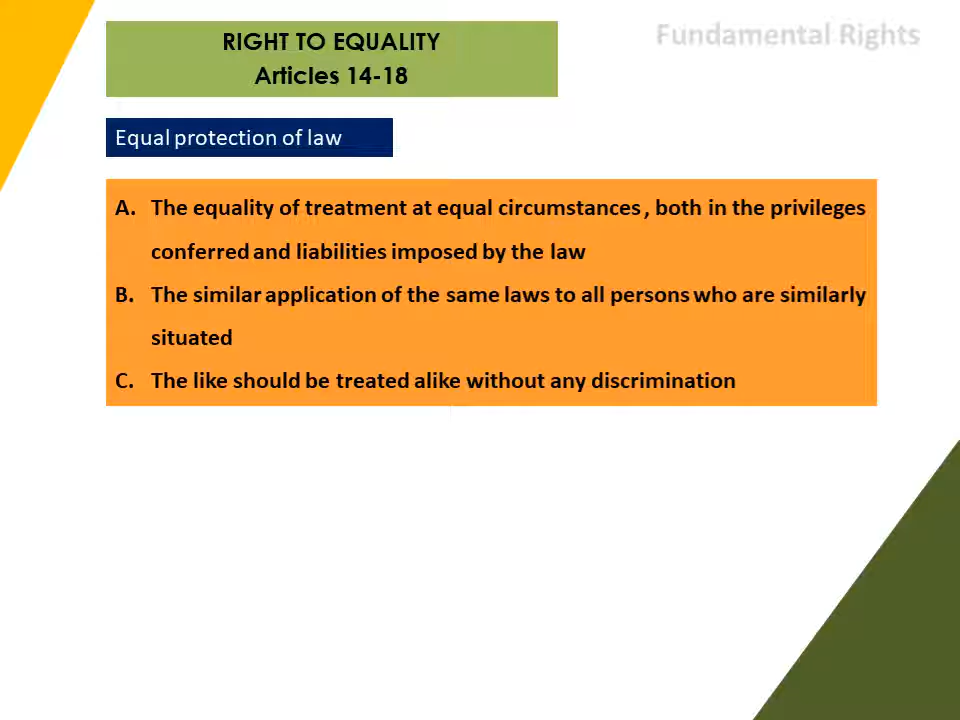 Fundamental Rights
RIGHT TO EQUALITY
Articles 14-18
Equal protection of law
A. The equality of treatment at equal circumstances , both in the privileges
conferred and liabilities imposed by the law
B. The similar application of the same laws to all persons who are similarly
situated
C. The like should be treated alike without any discrimination